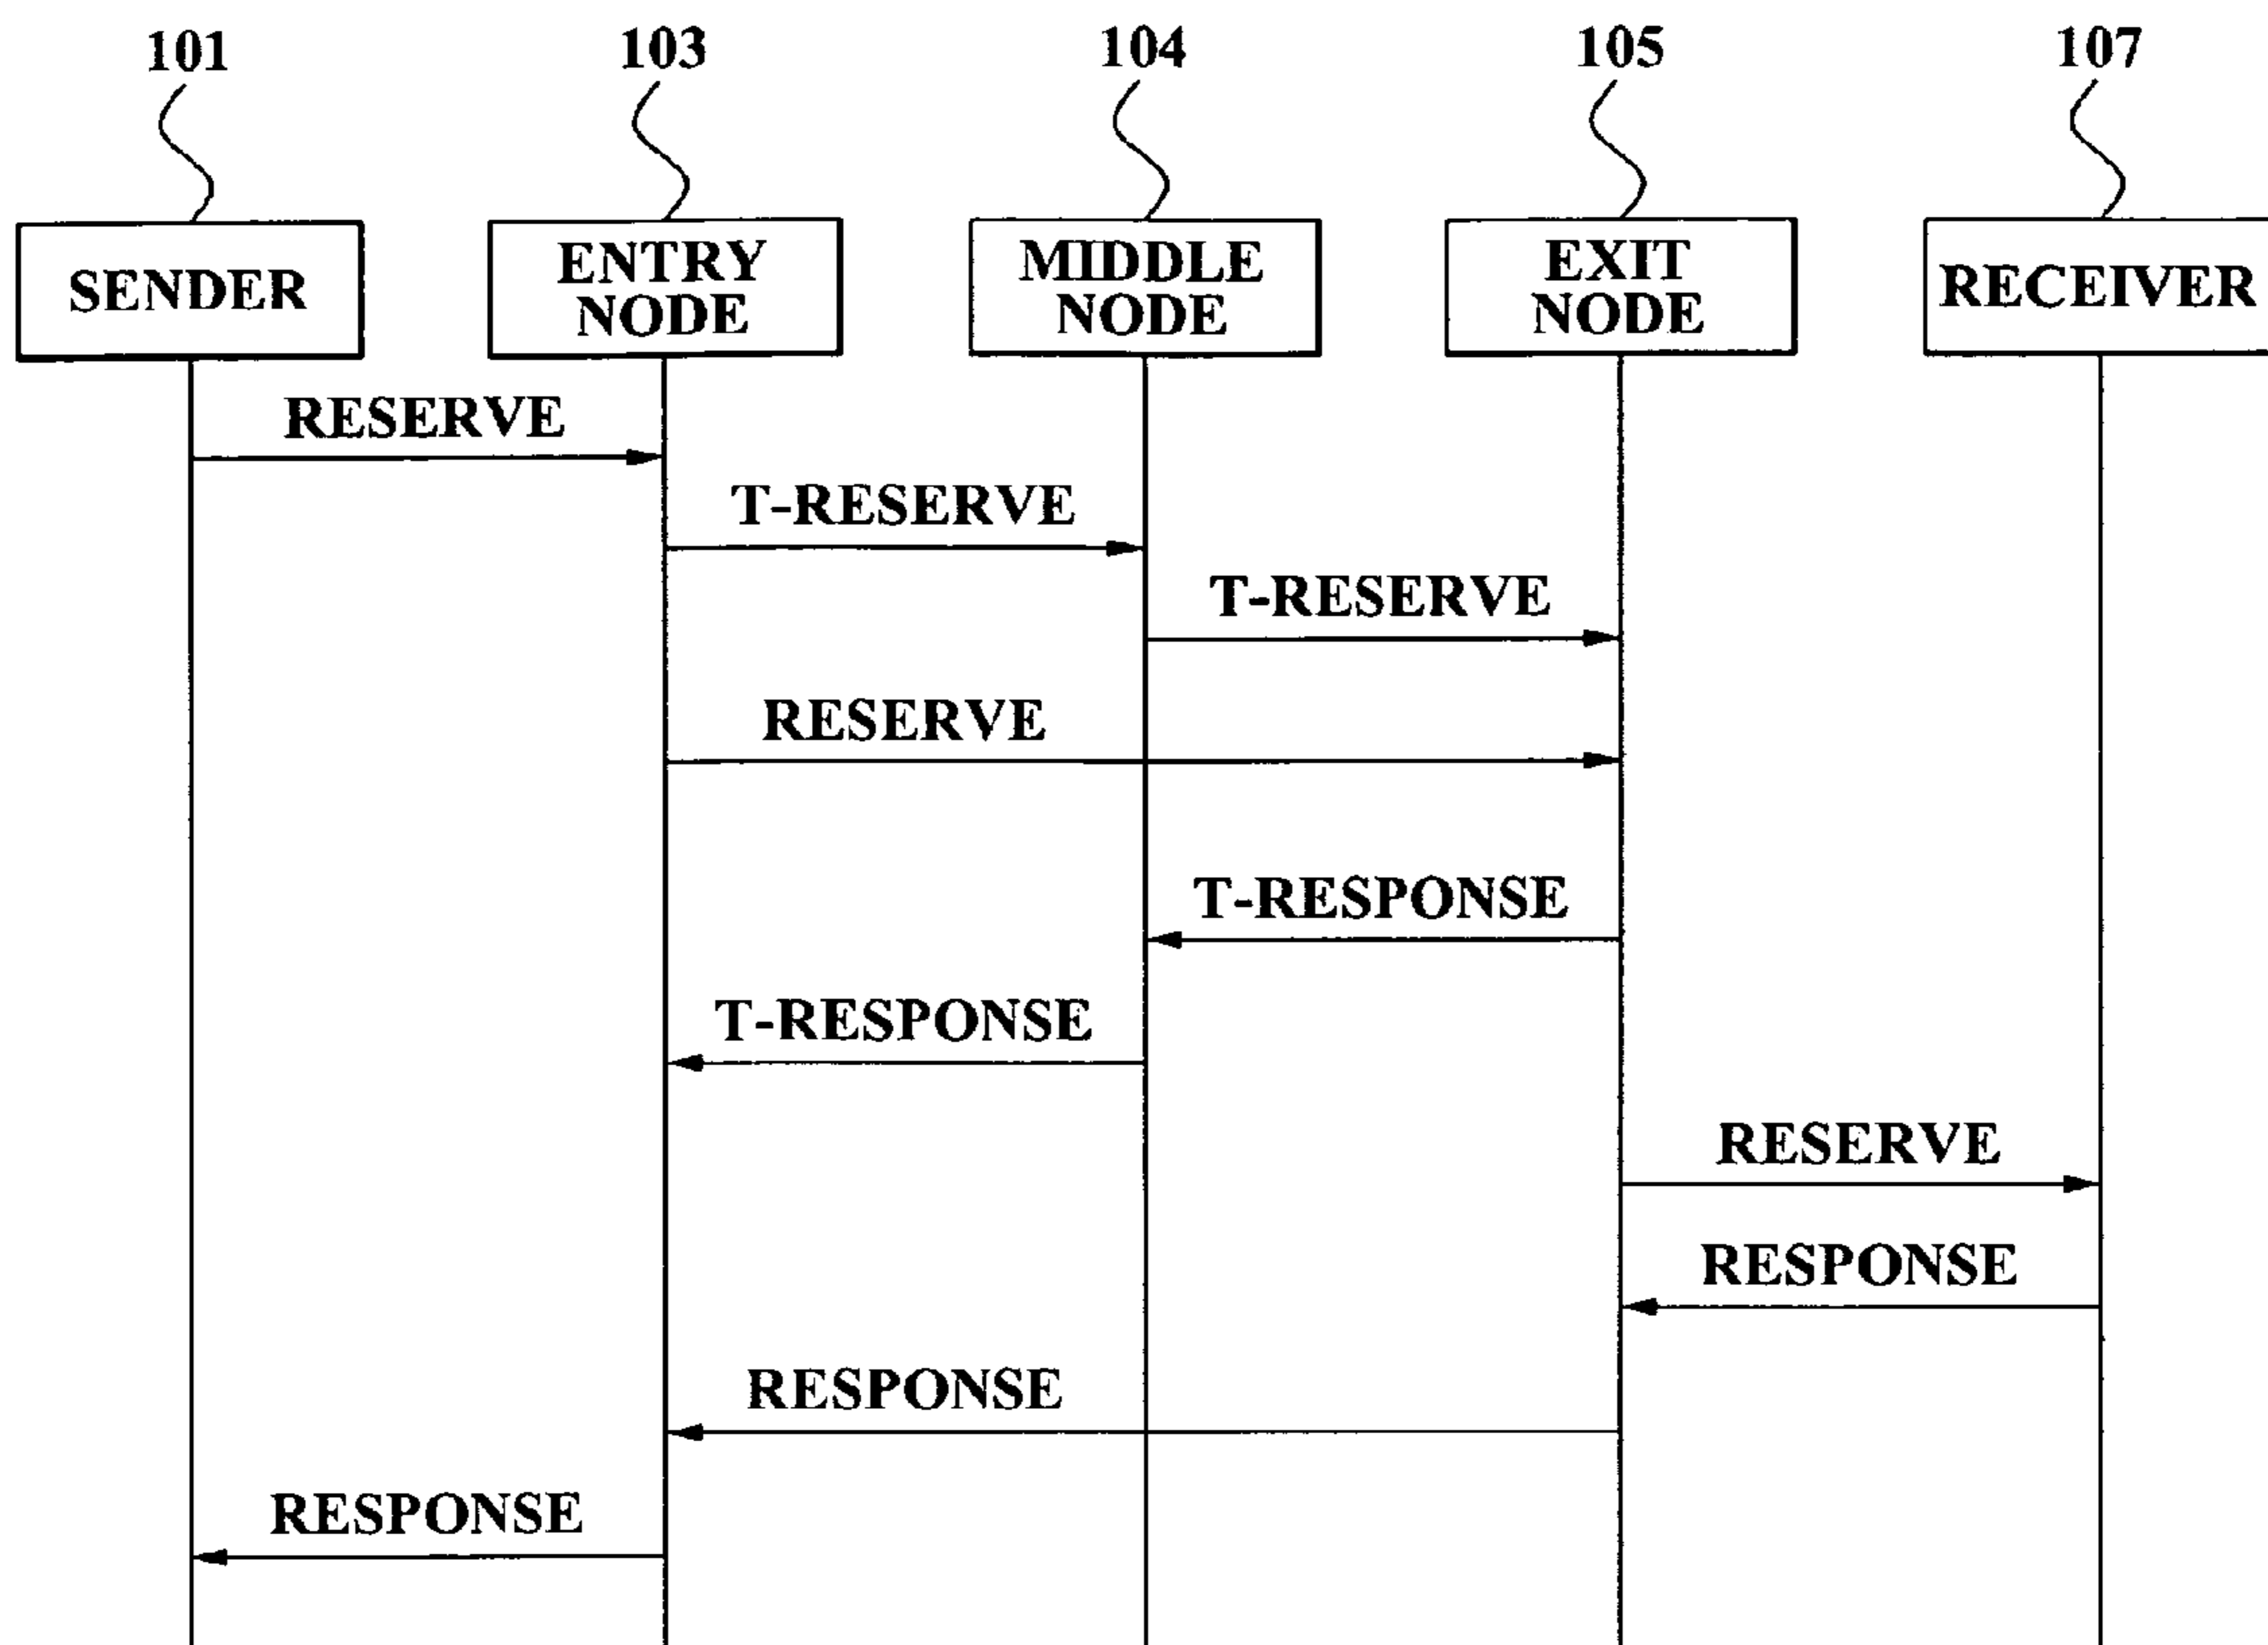 101
103
104
105
107
SENDER
ENTRY
NODE
MIDDLE
NODE
EXIT
NODE
RECEIVER
RESERVE
T-RESERVE
T-RESERVE
RESERVE
T-RESPONSE
T-RESPONSE
RESERVE
RESPONSE
RESPONSE
RESPONSE